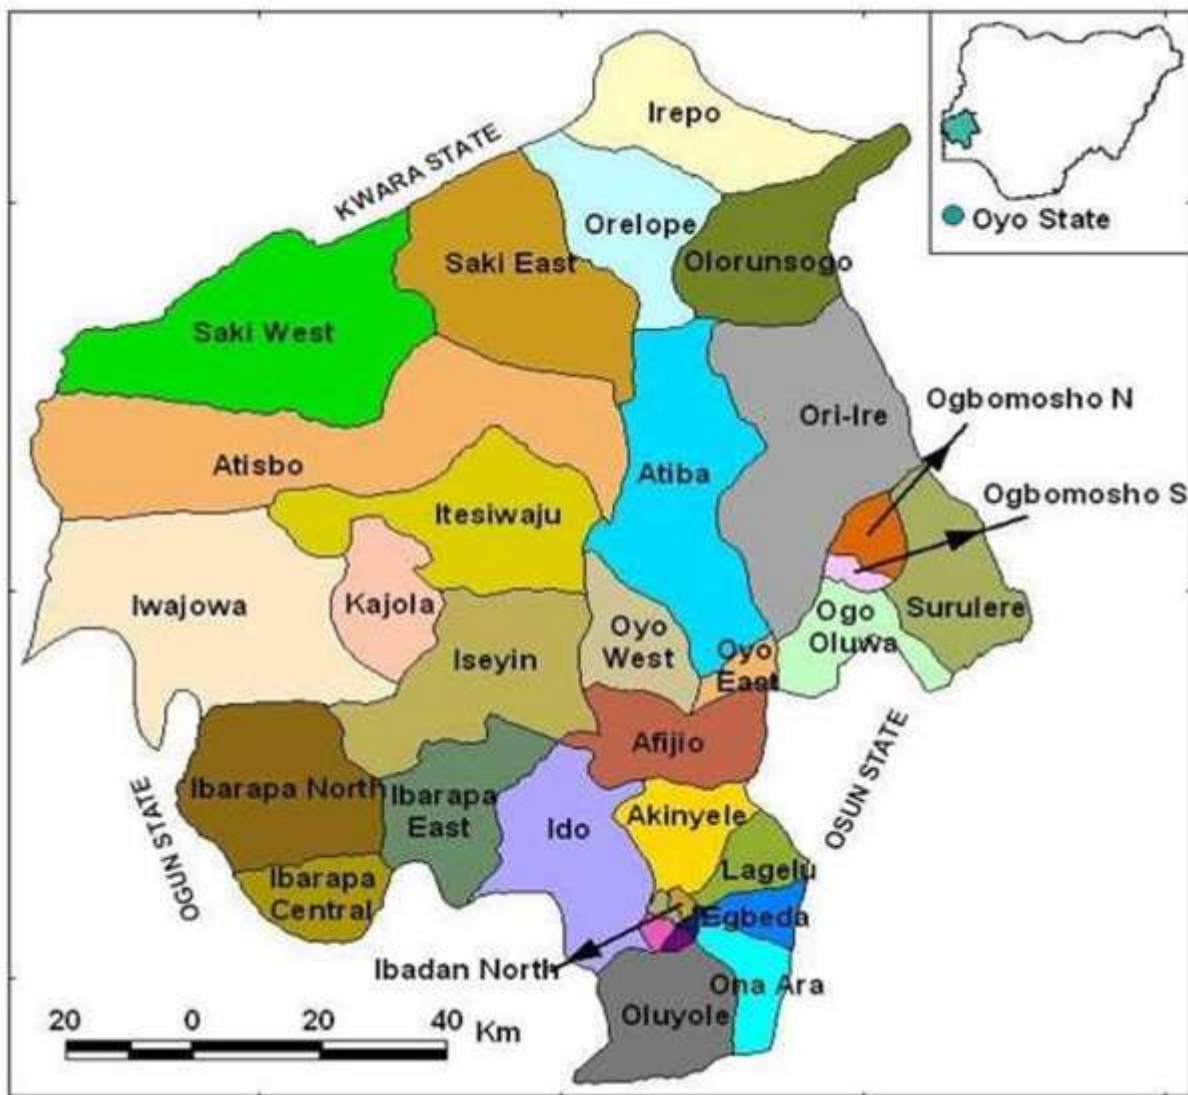 Irepo
KWARA STATE
Orelope
Oyo State
Saki East
Olorunsogo
Saki West
Ogbomosho N
Ori-Ire
Atisbo
Atiba
Ogbomosho S
Itesiwaju
Iwajowa
Kajola
Ogo
Oluwa
Surulere
Oyo
West
Iseyin
Oyo
East
Afijio
OSUN STATE
Ibarapa North
Ibarapa
East
OGUN STATE
Ido
Akinyele
Lagelu
Ibarapa
Central
Egbeda
Ibadan North
Ona Ara
Oluyole
20 0 20 40 Km